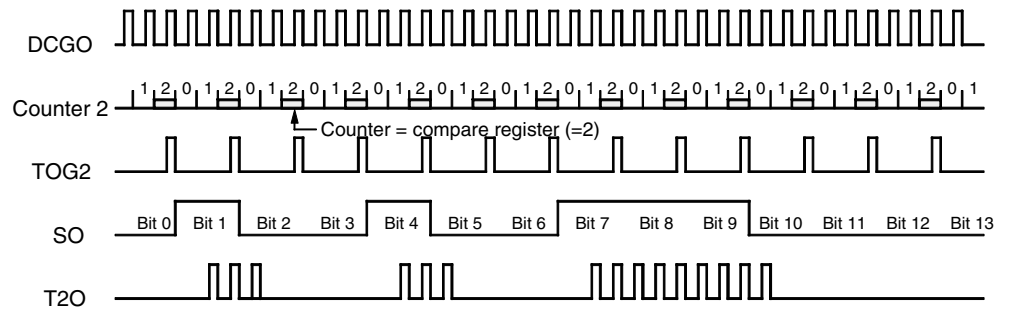 DCGO
1 2 0 1 2 0 1 2 0 1 2 0 1 2 0 1 2 0 1 2 0 1 2 0 1 2 0 1 2 0 1 2 0 1 2 0 1 2 0 1
Counter 2
Counter = compare register (=2)
TOG2
Bit 0 Bit 1 Bit 2 Bit 3 Bit 4 Bit 5 Bit 6 Bit 7 Bit 8 Bit 9 Bit 10 Bit 11 Bit 12 Bit 13
SO
T2O